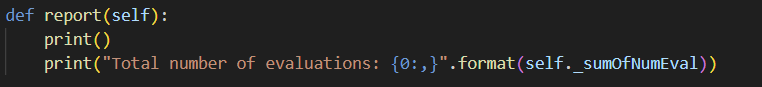 def report(self):
    print()
    print("Total number of evaluations: {0:,}".format(self._sumOfNumEval))